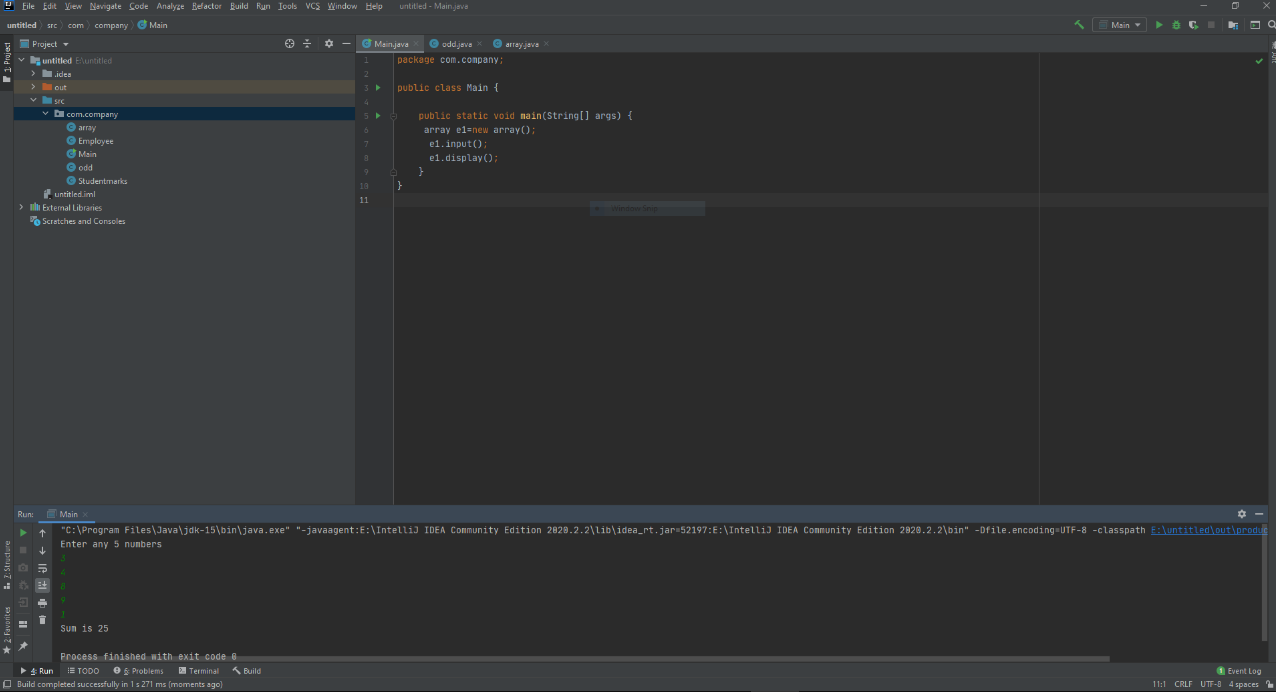 File Edit View Navigate Code Analyze Refactor Build Run Tools VCS Window Help untitled - Main.java
untitled src com company Main
Main
Project
Main.java odd.java array.java
1: Project
untitled E:\untitled
.idea
out
src
com.company
array
Employee
Main
odd
Studentmarks
untitled.iml
External Libraries
Scratches and Consoles
1 package com.company;
2
3 public class Main {
4
5 public static void main(String[] args) {
6 array e1=new array();
7 e1.input();
8 e1.display();
9 }
10 }
11
Run: Main
"C:\Program Files\Java\jdk-15\bin\java.exe" "-javaagent:E:\IntelliJ IDEA Community Edition 2020.2.2\lib\idea_rt.jar=52197:E:\IntelliJ IDEA Community Edition 2020.2.2\bin" -Dfile.encoding=UTF-8 -classpath E:\untitled\out\produc
Enter any 5 numbers
3
4
8
9
1
Sum is 25
Process finished with exit code 0
7: Structure
2: Favorites
4: Run TODO 6: Problems Terminal Build Event Log
Build completed successfully in 1 s 271 ms (moments ago) 11:1 CRLF UTF-8 4 spaces